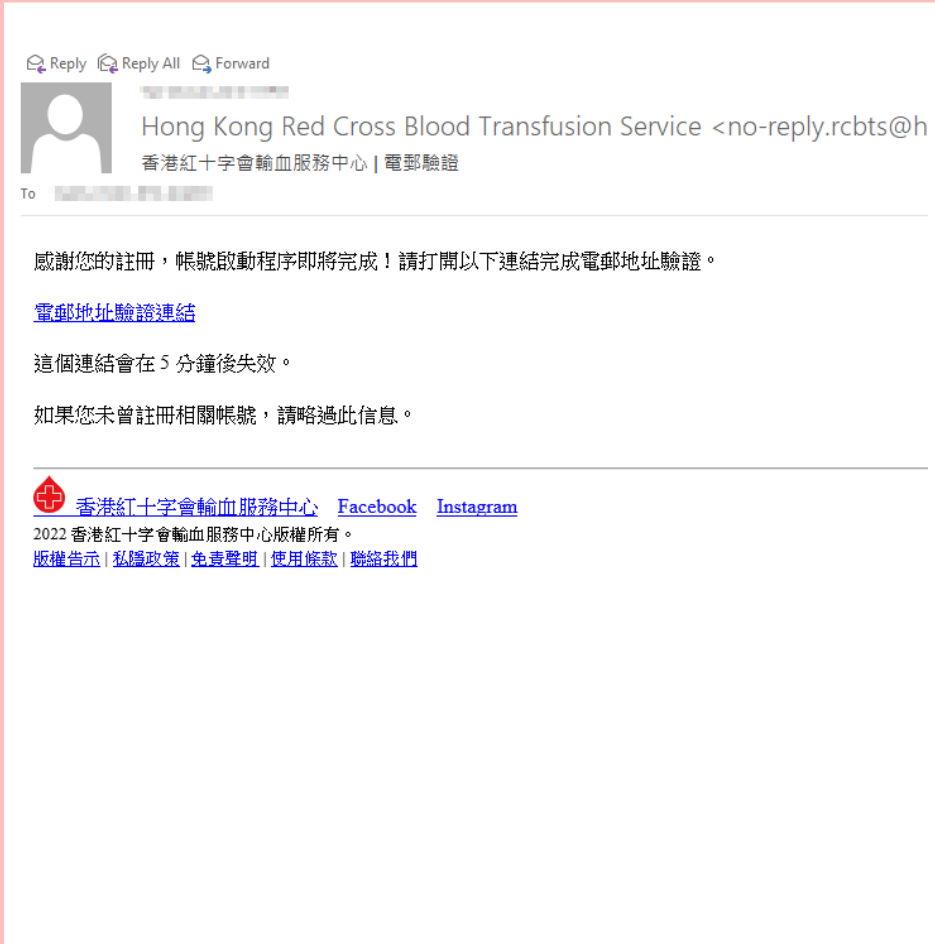 Reply Reply All Forward
Hong Kong Red Cross Blood Transfusion Service <no-reply.rcbts@h
香港紅十字會輸血服務中心 | 電郵驗證
To
感謝您的註冊，帳號啟動程序即將完成！請打開以下連結完成電郵地址驗證。
電郵地址驗證連結
這個連結會在 5 分鐘後失效。
如果您未曾註冊相關帳號，請略過此信息。
香港紅十字會輸血服務中心 Facebook Instagram
2022 香港紅十字會輸血服務中心版權所有。
版權告示 | 私隱政策 | 免責聲明 | 使用條款 | 聯絡我們